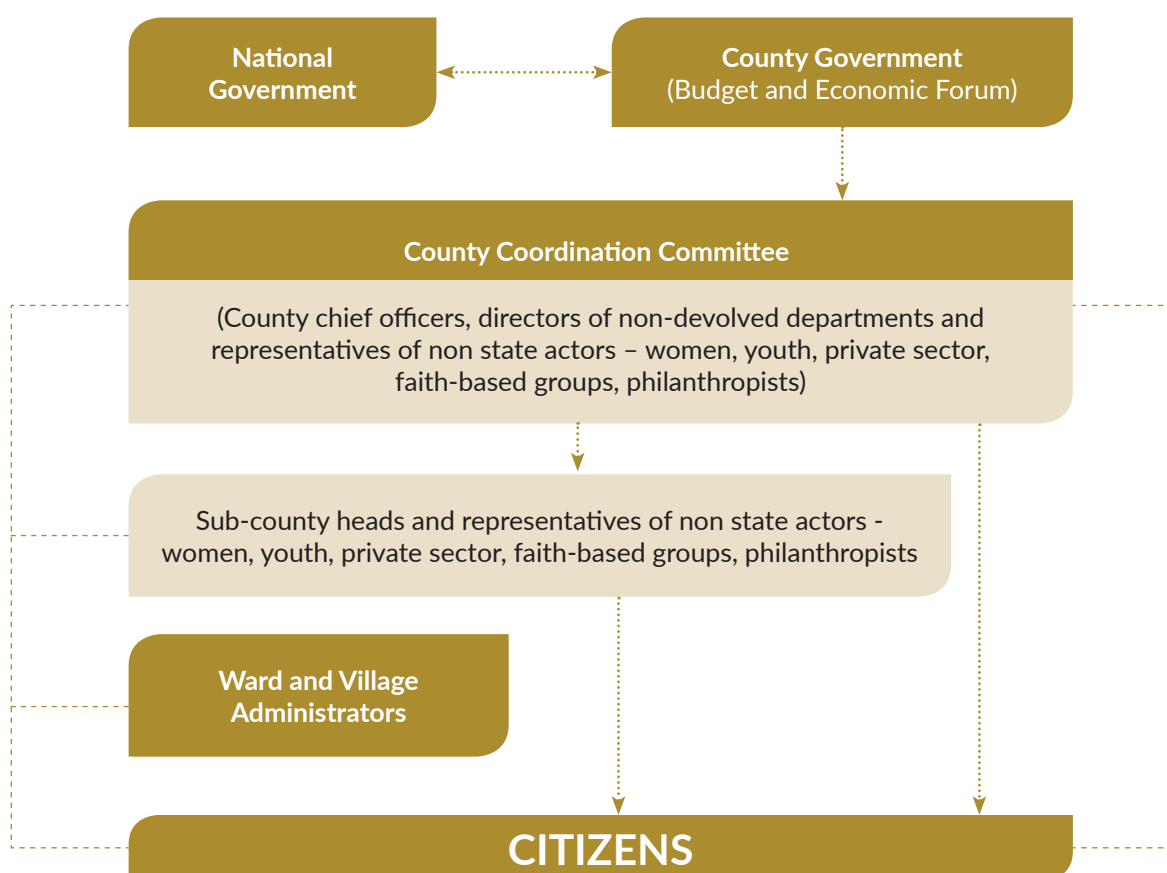 National
Government
County Government
(Budget and Economic Forum)
County Coordination Committee
(County chief officers, directors of non-devolved departments and
representatives of non state actors – women, youth, private sector,
faith-based groups, philanthropists)
Sub-county heads and representatives of non state actors -
women, youth, private sector, faith-based groups, philanthropists
Ward and Village
Administrators
CITIZENS